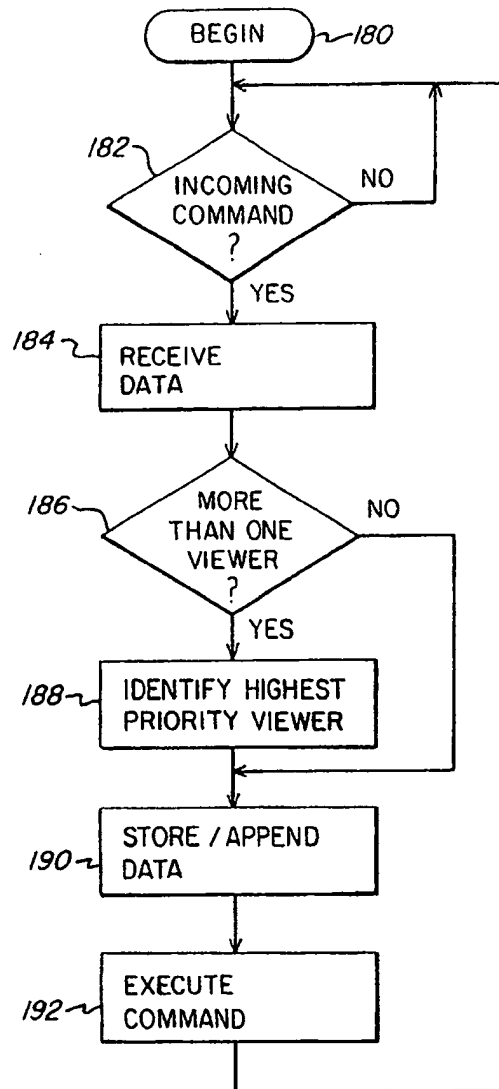 BEGIN
180
182
INCOMING
COMMAND
?
NO
YES
184
RECEIVE
DATA
186
MORE
THAN ONE
VIEWER
?
NO
YES
188
IDENTIFY HIGHEST
PRIORITY VIEWER
190
STORE / APPEND
DATA
192
EXECUTE
COMMAND